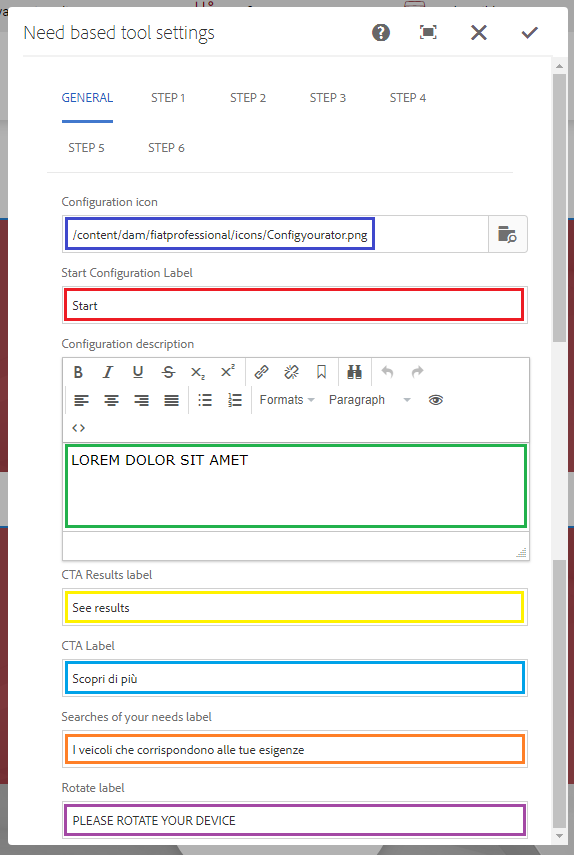 Need based tool settings
GENERAL STEP 1 STEP 2 STEP 3 STEP 4
STEP 5 STEP 6
Configuration icon
/content/dam/fiatprofessional/icons/Configyourator.png
Start Configuration Label
Start
Configuration description
B I U S X₂ X²
Formats Paragraph
<>
LOREM DOLOR SIT AMET
CTA Results label
See results
CTA Label
Scopri di più
Searches of your needs label
I veicoli che corrispondono alle tue esigenze
Rotate label
PLEASE ROTATE YOUR DEVICE